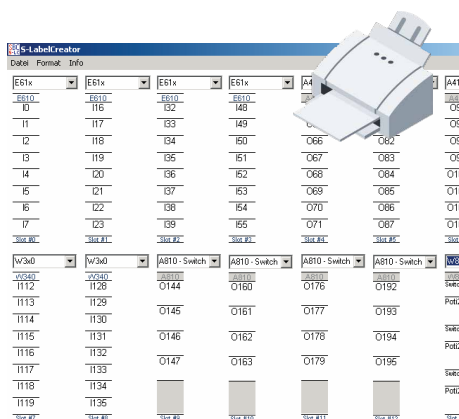 S-LabelCreator
Datei Format Info
E61x E61x E61x E61x
E610 E610 E610 E610
I0 I16 I32 I48
I1 I17 I33 I49
I2 I18 I34 I50 O66 O82
I3 I19 I35 I51 O67 O83
I4 I20 I36 I52 O68 O84
I5 I21 I37 I53 O69 O85
I6 I22 I38 I54 O70 O86
I7 I23 I39 I55 O71 O87
Slot #0 Slot #1 Slot #2 Slot #3 Slot #4 Slot #5
W3x0 W3x0 A810 - Switch A810 - Switch A810 - Switch A810 - Switch
W340 W340 A810 A810 A810 A810
I112 I128 O144 O160 O176 O192
I113 I129 O145 O161 O177 O193
I114 I130
I115 I131 O146 O162 O178 O194
I116 I132 O147 O163 O179 O195
I117 I133
I118 I134
I119 I135